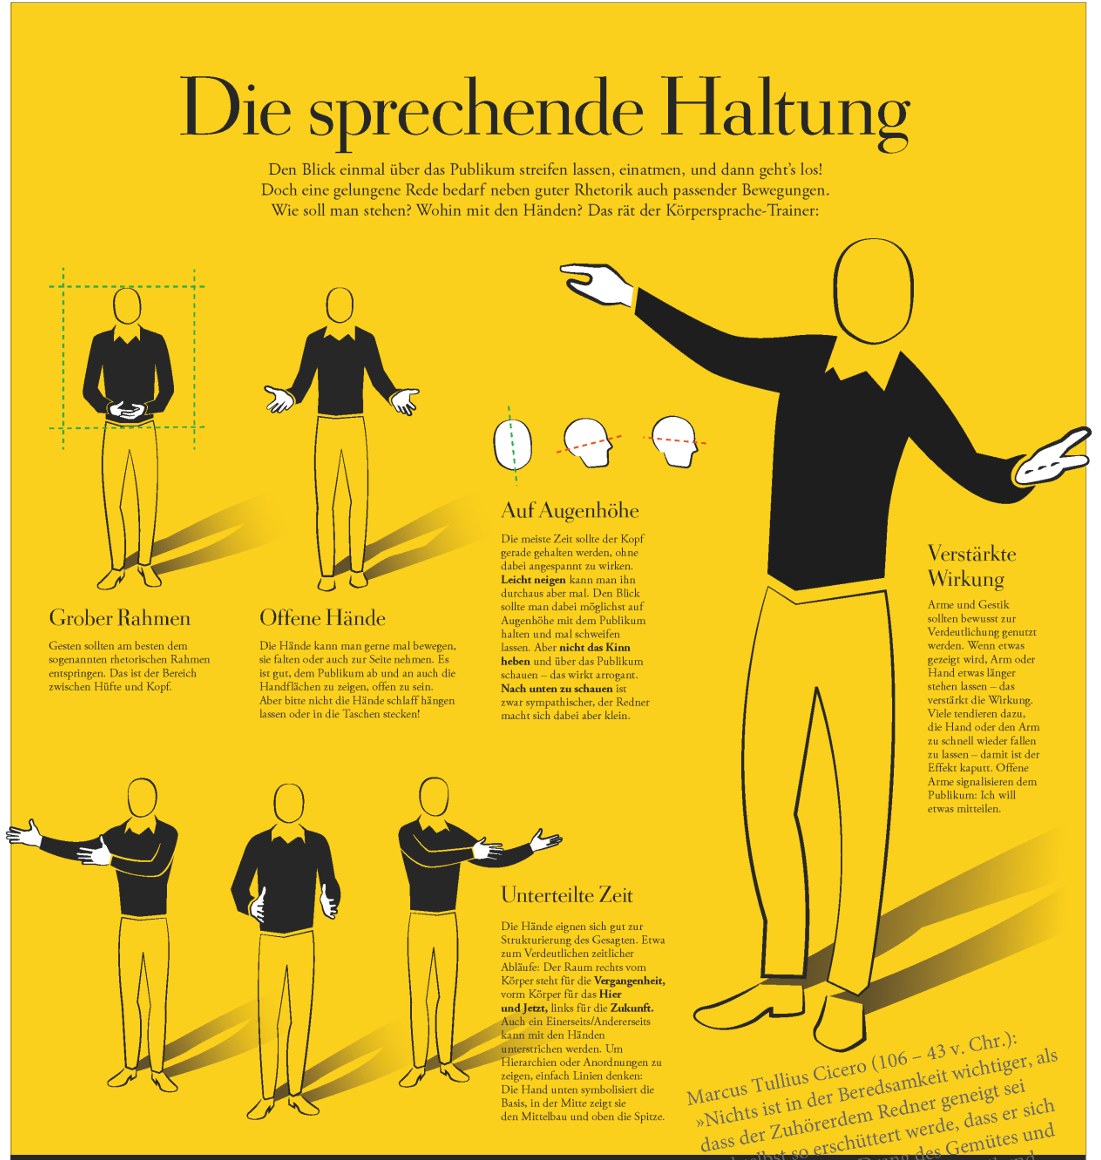 Die sprechende Haltung
Den Blick einmal über das Publikum streifen lassen, einatmen, und dann geht's los!
Doch eine gelungene Rede bedarf neben guter Rhetorik auch passender Bewegungen.
Wie soll man stehen? Wohin mit den Händen? Das rät der Körpersprache-Trainer:
Grober Rahmen
Gesten sollten am besten dem
sogenannten rhetorischen Rahmen
entspringen. Das ist der Bereich
zwischen Hüfte und Kopf.
Offene Hände
Die Hände kann man gerne mal bewegen,
sie falten oder auch zur Seite nehmen. Es
ist gut, dem Publikum ab und an auch die
Handflächen zu zeigen, offen zu sein.
Aber bitte nicht die Hände schlaff hängen
lassen oder in die Taschen stecken!
Auf Augenhöhe
Die meiste Zeit sollte der Kopf
gerade gehalten werden, ohne
dabei angespannt zu wirken.
Leicht neigen kann man ihn
durchaus aber mal. Den Blick
sollte man dabei möglichst auf
Augenhöhe mit dem Publikum
halten und mal schweifen
lassen. Aber nicht das Kinn
heben und über das Publikum
schauen – das wirkt arrogant.
Nach unten zu schauen ist
zwar sympathischer, der Redner
macht sich dabei aber klein.
Verstärkte
Wirkung
Arme und Gestik
sollten bewusst zur
Verdeutlichung genutzt
werden. Wenn etwas
gezeigt wird, Arm oder
Hand etwas länger
stehen lassen – das
verstärkt die Wirkung.
Viele tendieren dazu,
die Hand oder den Arm
zu schnell wieder fallen
zu lassen – damit ist der
Effekt kaputt. Offene
Arme signalisieren dem
Publikum: Ich will
etwas mitteilen.
Unterteilte Zeit
Die Hände eignen sich gut zur
Strukturierung des Gesagten. Etwa
zum Verdeutlichen zeitlicher
Abläufe: Der Raum rechts vom
Körper steht für die Vergangenheit,
vorm Körper für das Hier
und Jetzt, links für die Zukunft.
Auch ein Einerseits/Andererseits
kann mit den Händen
unterstrichen werden. Um
Hierarchien oder Anordnungen zu
zeigen, einfach Linien denken:
Die Hand unten symbolisiert die
Basis, in der Mitte zeigt sie
den Mittelbau und oben die Spitze.
Marcus Tullius Cicero (106 – 43 v. Chr.):
»Nichts ist in der Beredsamkeit wichtiger, als
dass der Zuhörerdem Redner geneigt sei
so erschüttert werde, dass er sich
des Gemütes und